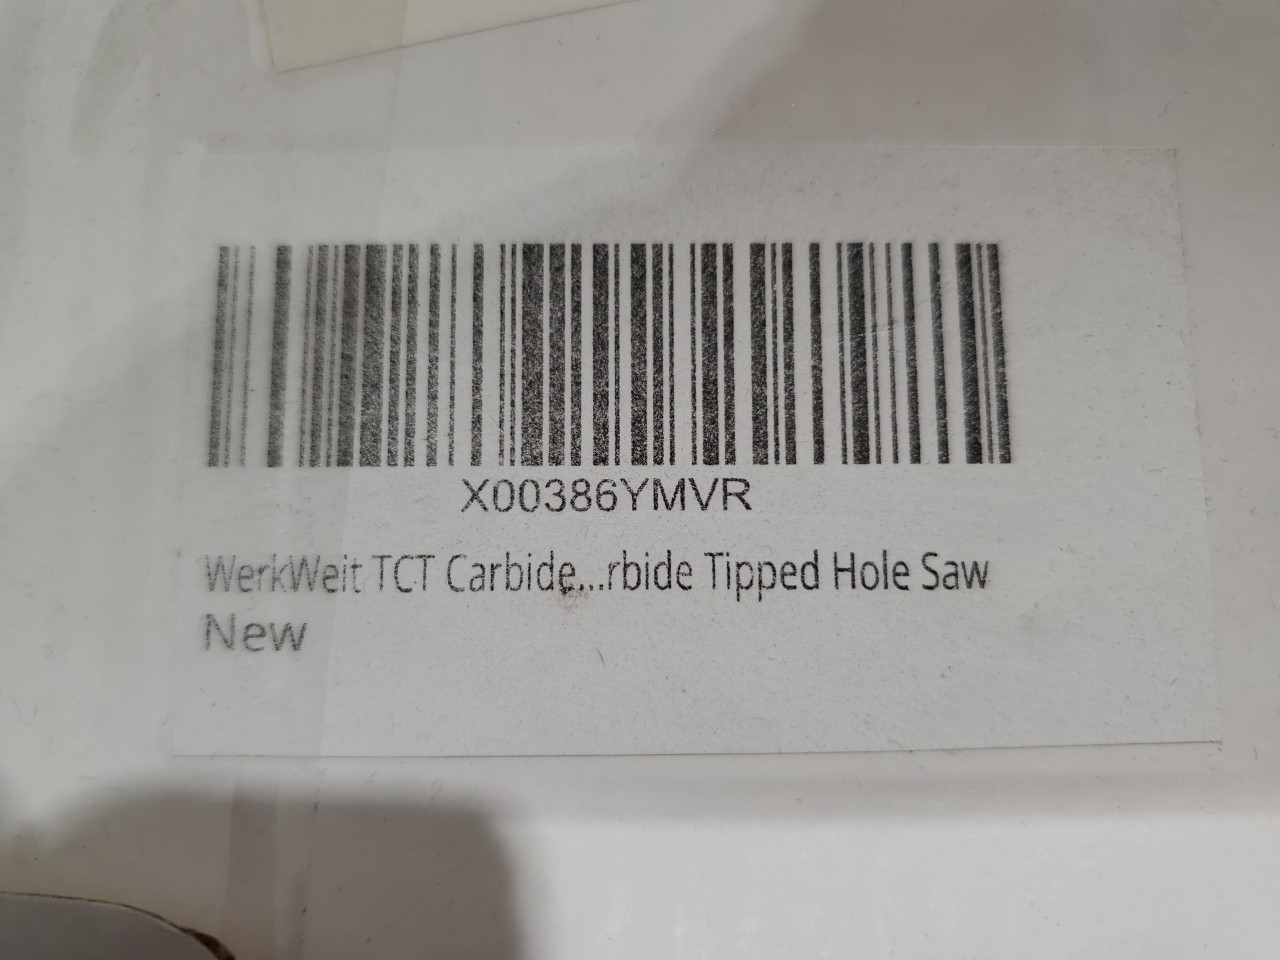 X00386YMVR
WerkWeit TCT Carbide...rbide Tipped Hole Saw
New